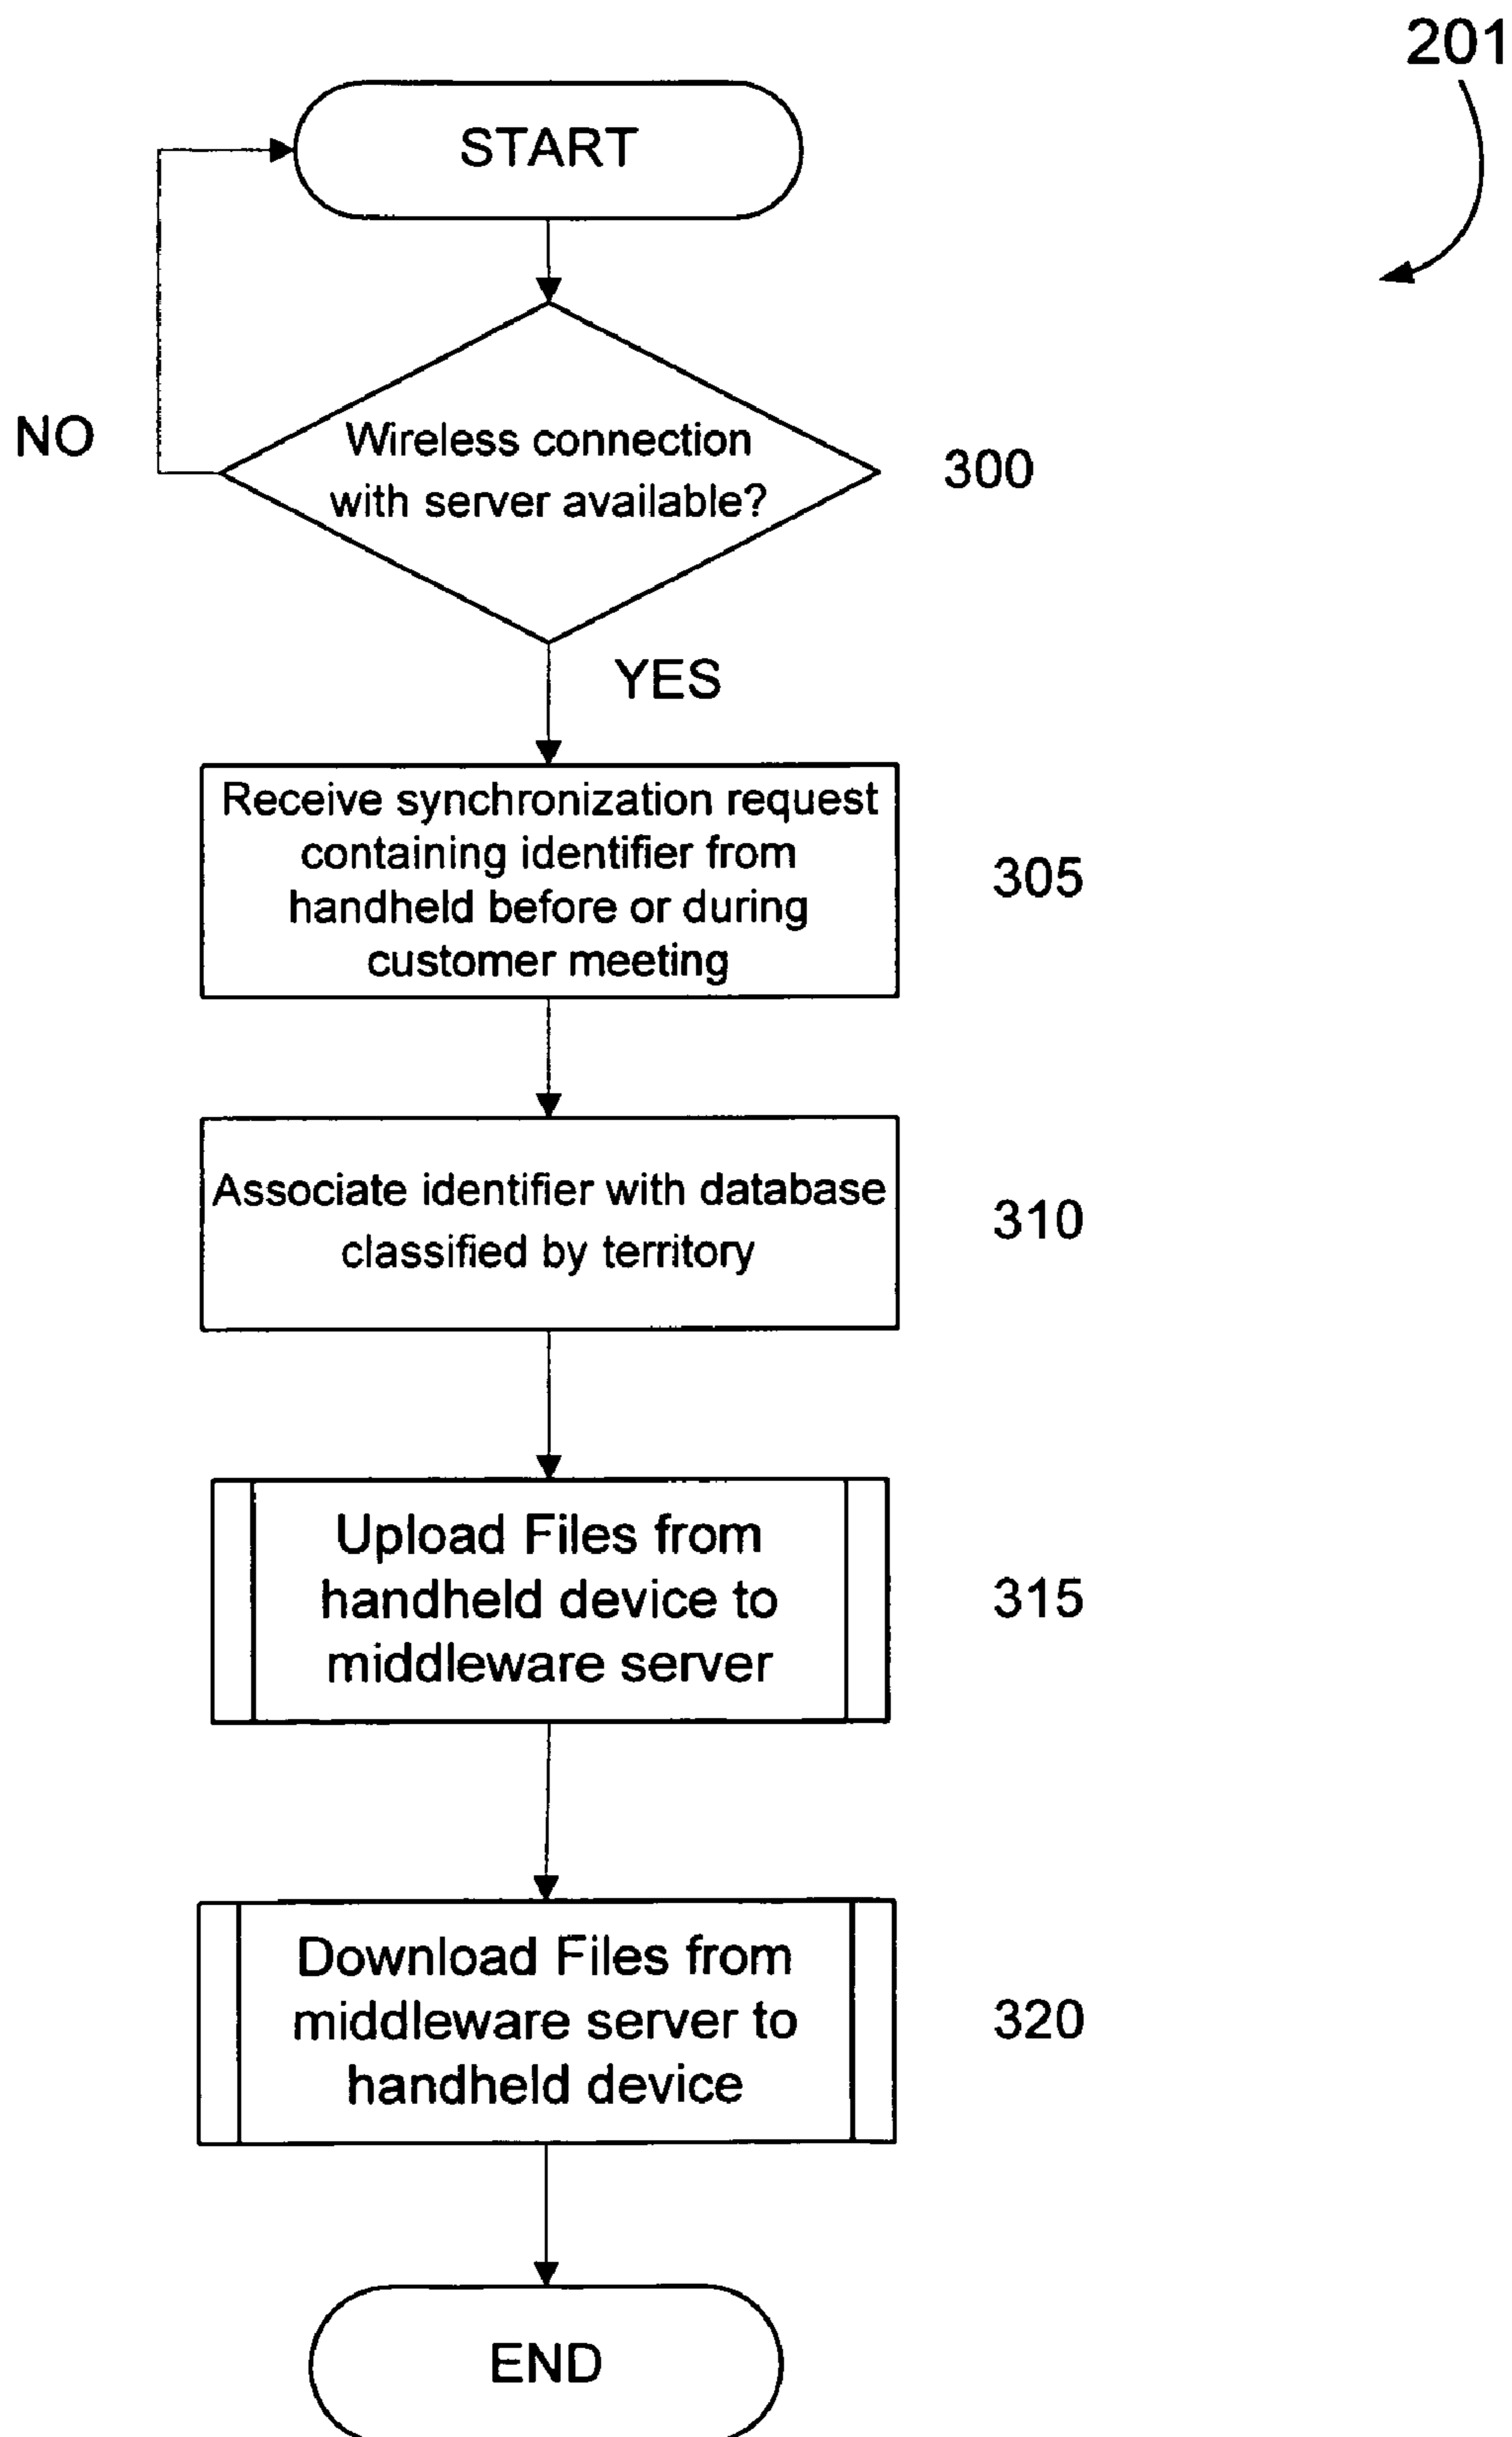 201
START
NO
Wireless connection
with server available?
300
YES
Receive synchronization request
containing identifier from
handheld before or during
customer meeting
305
Associate identifier with database
classified by territory
310
Upload Files from
handheld device to
middleware server
315
Download Files from
middleware server to
handheld device
320
END